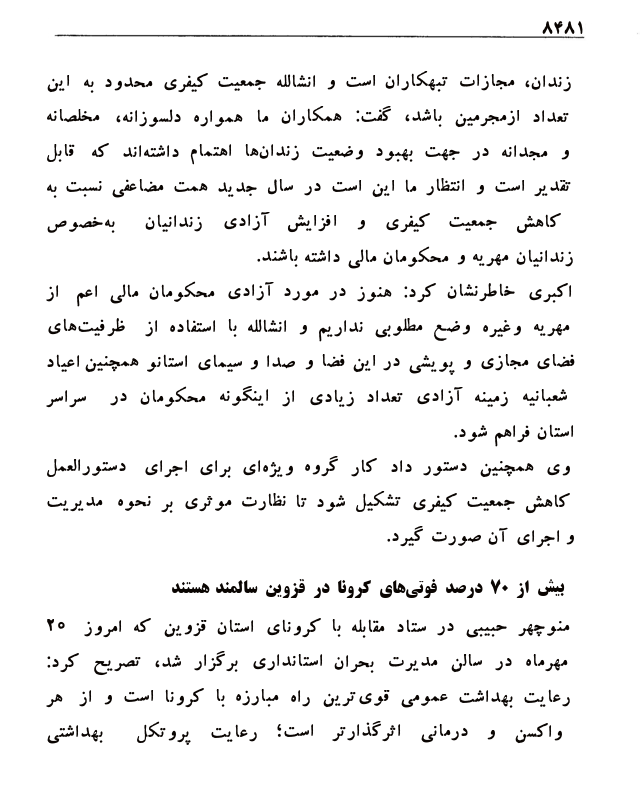 ۸۴۸۱
زندان، مجازات تبهکاران است و انشالله جمعیت کیفری محدود به این
تعداد ازمجرمین باشد، گفت: همکاران ما همواره دلسوزانه، مخلصانه
و مجدانه در جهت بهبود وضعیت زندان‌ها اهتمام داشته‌اند که قابل
تقدیر است و انتظار ما این است در سال جدید همت مضاعفی نسبت به
کاهش جمعیت کیفری و افزایش آزادی زندانیان به‌خصوص
زندانیان مهریه و محکومان مالی داشته باشند.
اکبری خاطرنشان کرد: هنوز در مورد آزادی محکومان مالی اعم از
مهریه وغیره وضع مطلوبی نداریم و انشالله با استفاده از ظرفیت‌های
فضای مجازی و پویشی در این فضا و صدا و سیمای استانو همچنین اعیاد
شعبانیه زمینه آزادی تعداد زیادی از اینگونه محکومان در سراسر
استان فراهم شود.
وی همچنین دستور داد کار گروه ویژه‌ای برای اجرای دستورالعمل
کاهش جمعیت کیفری تشکیل شود تا نظارت موثری بر نحوه مدیریت
و اجرای آن صورت گیرد.
بیش از ۷۰ درصد فوتی‌های کرونا در قزوین سالمند هستند
منوچهر حبیبی در ستاد مقابله با کرونای استان قزوین که امروز ۲۵
مهرماه در سالن مدیرت بحران استانداری برگزار شد، تصریح کرد:
رعایت بهداشت عمومی قوی‌ترین راه مبارزه با کرونا است و از هر
واکسن و درمانی اثرگذارتر است؛ رعایت پروتکل بهداشتی